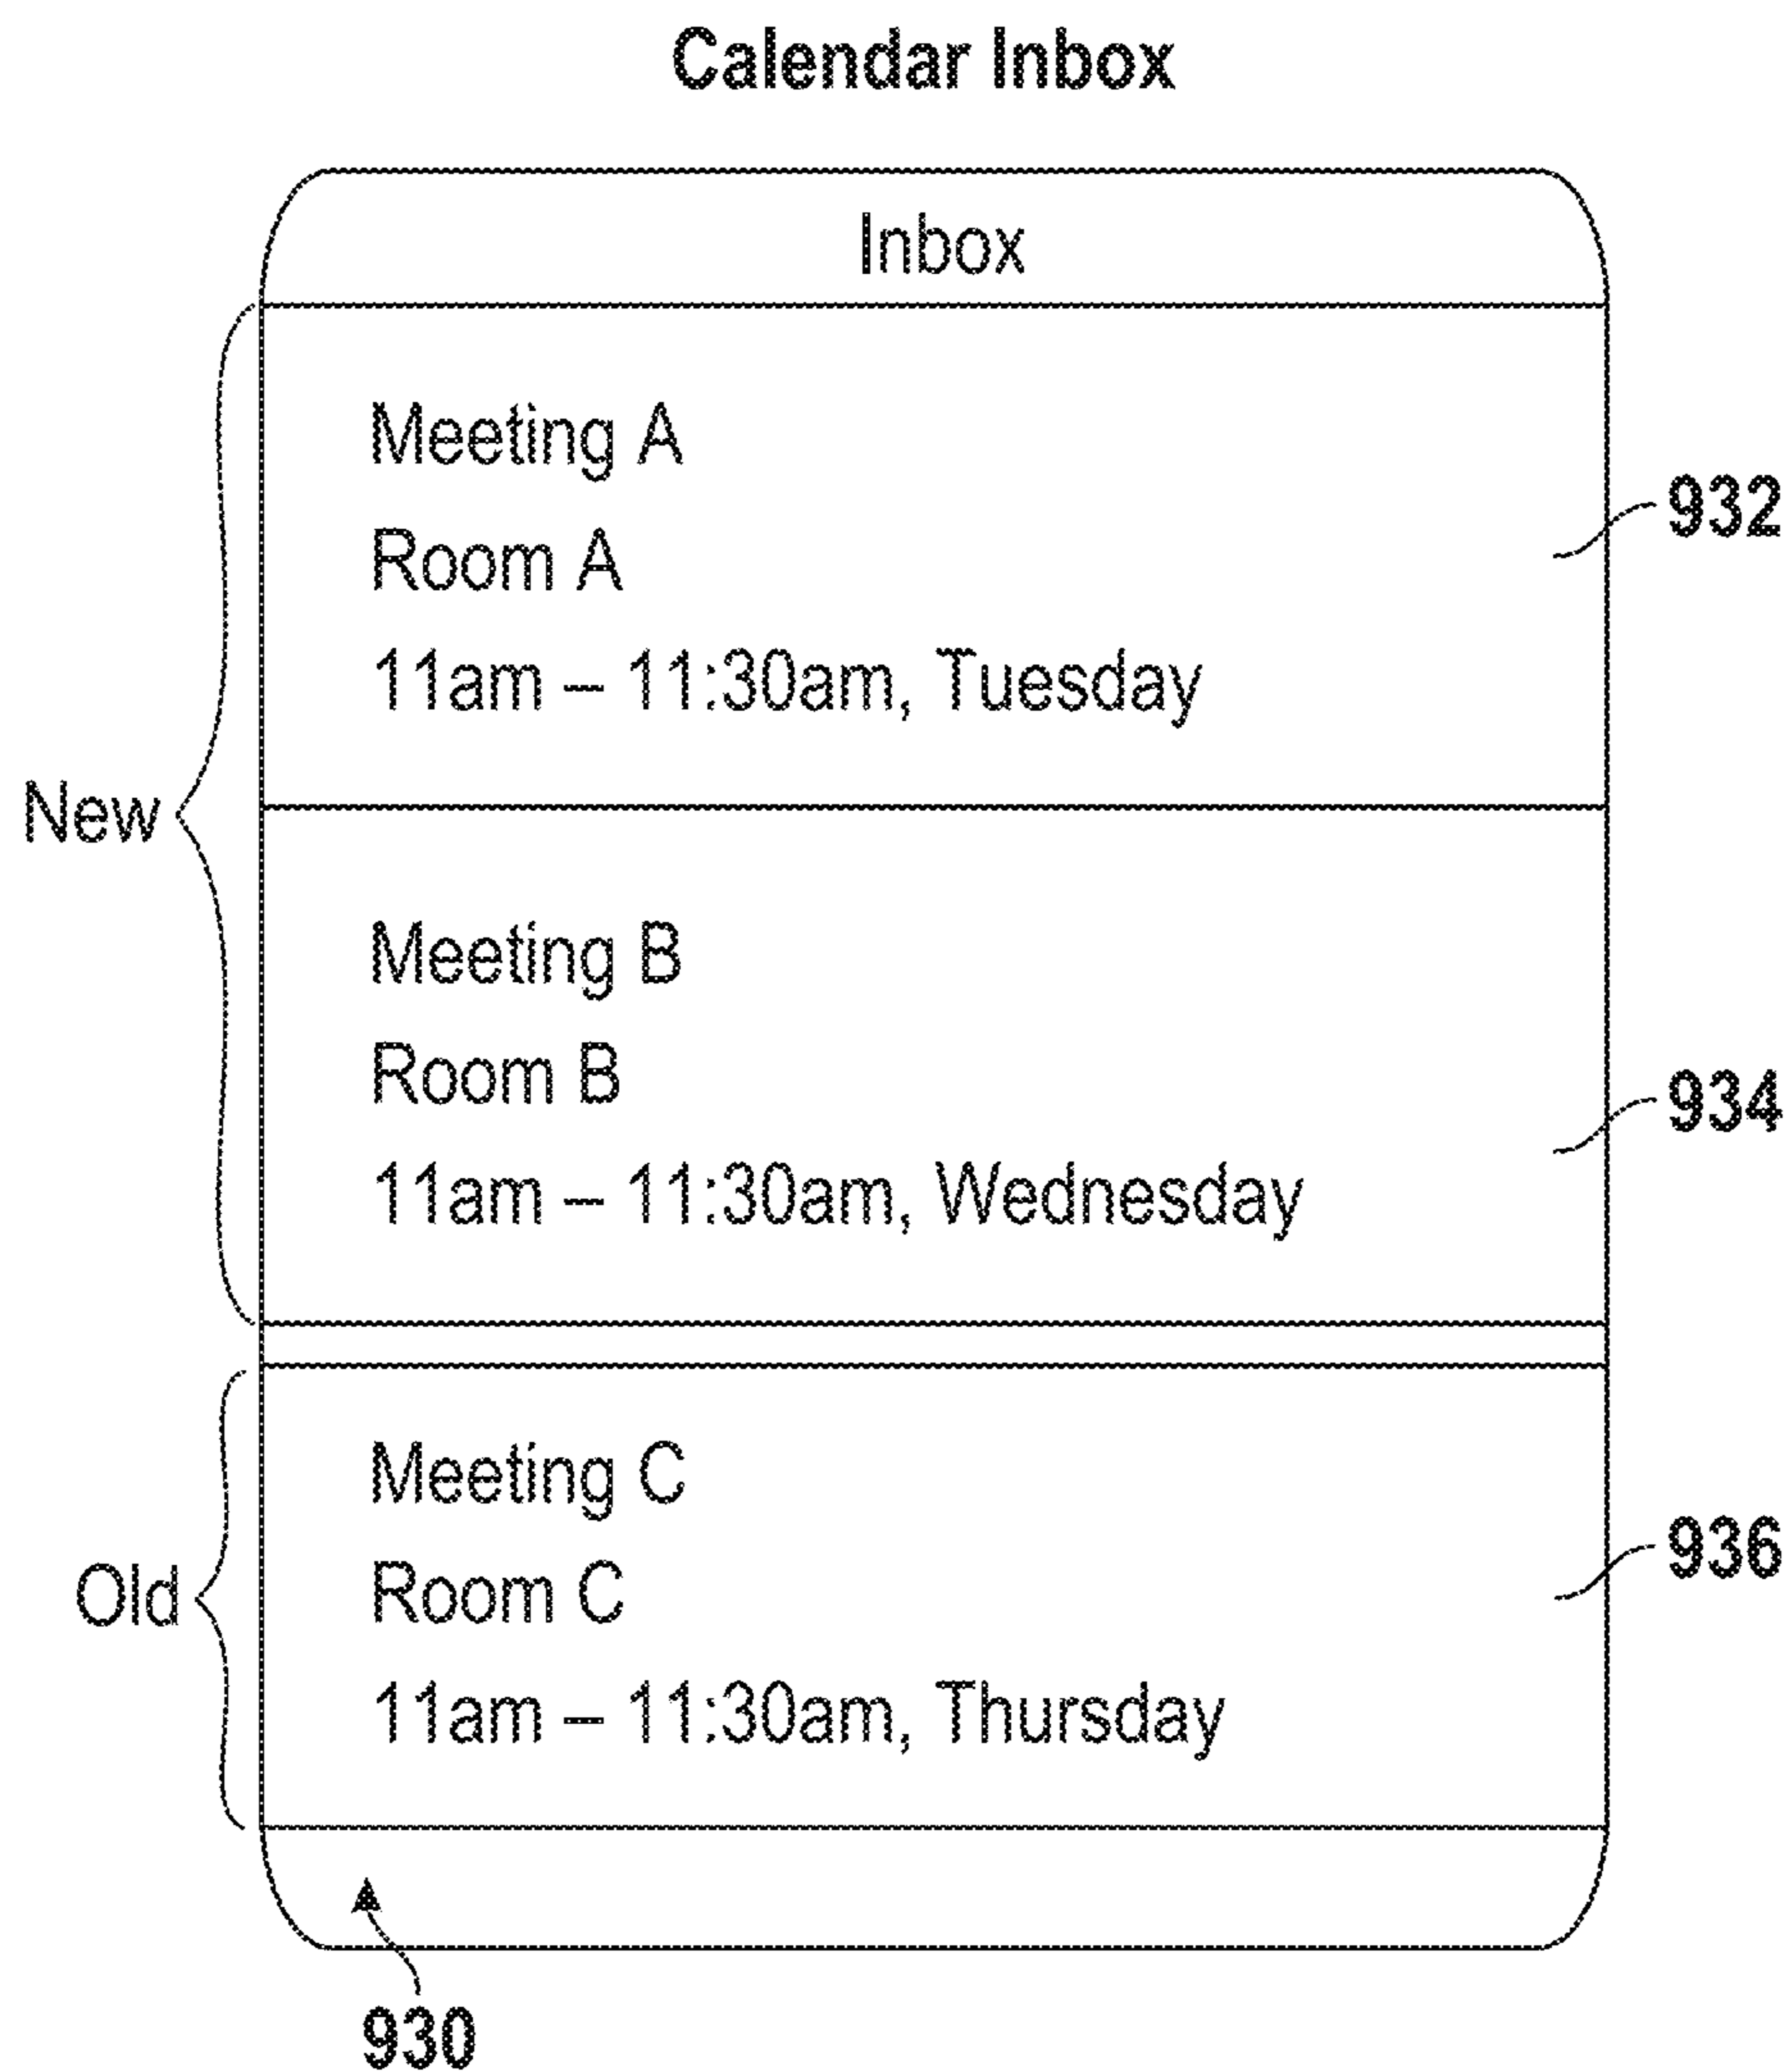 Calendar Inbox
Inbox
New
Meeting A
Room A
11am – 11:30am, Tuesday
932
Meeting B
Room B
11am – 11:30am, Wednesday
934
Old
Meeting C
Room C
11am – 11:30am, Thursday
936
930